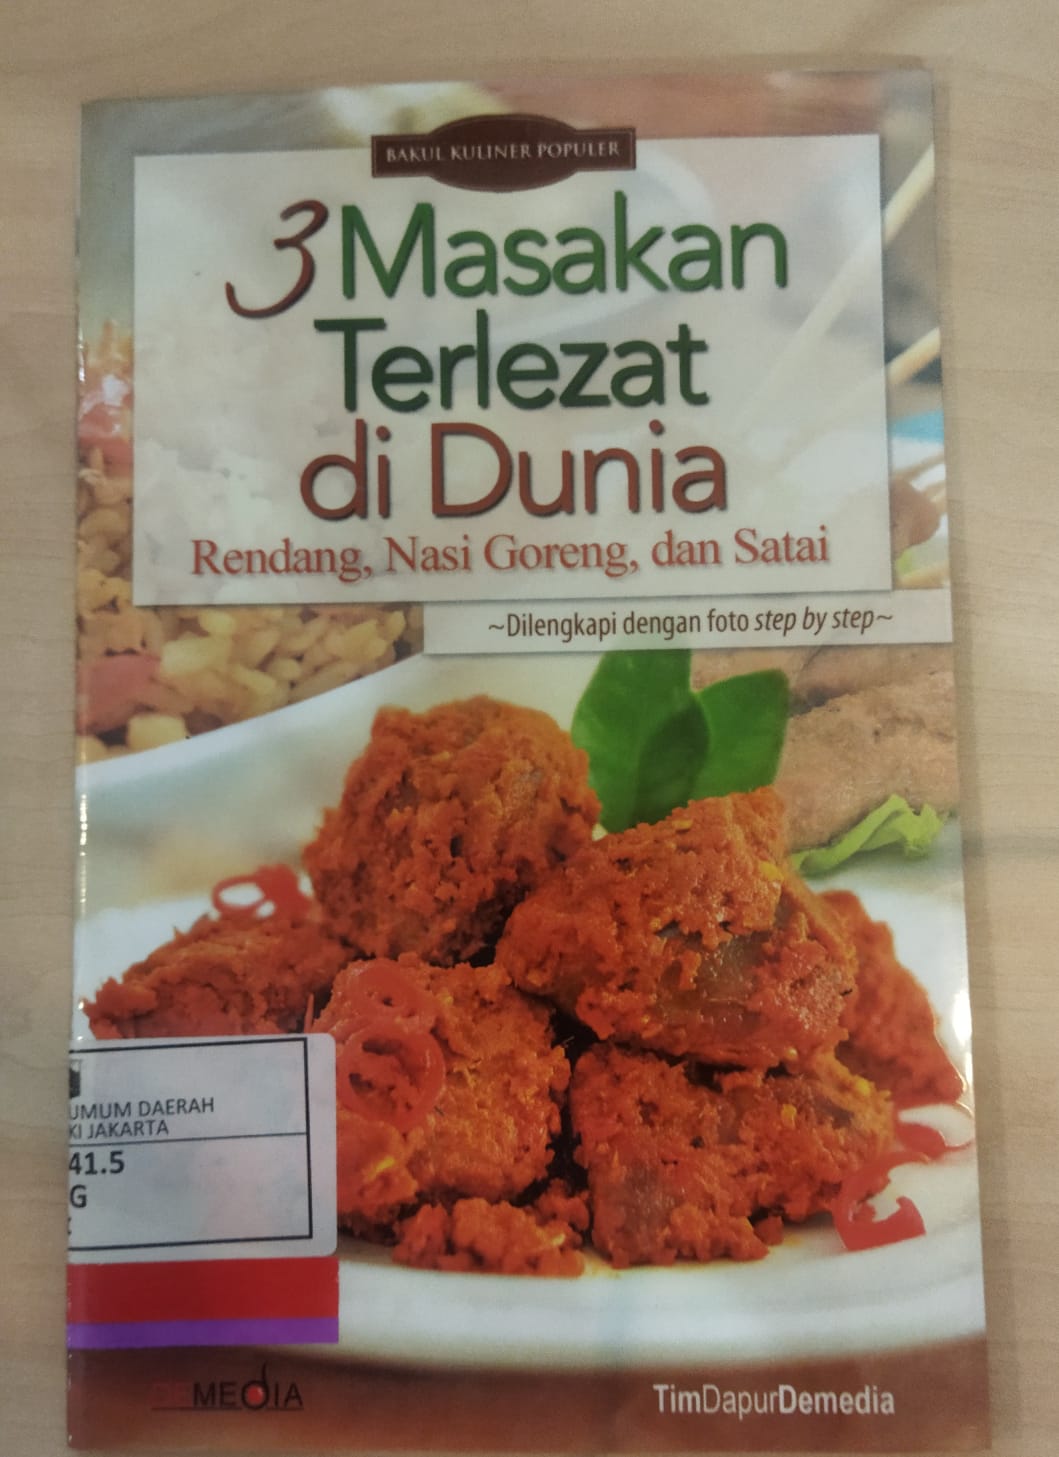 BAKUL KULINER POPULER
3 Masakan
Terlezat
di Dunia
Rendang, Nasi Goreng, dan Satai
~Dilengkapi dengan foto step by step~
UMUM DAERAH
KI JAKARTA
41.5
G
DEMEDIA
TimDapurDemedia